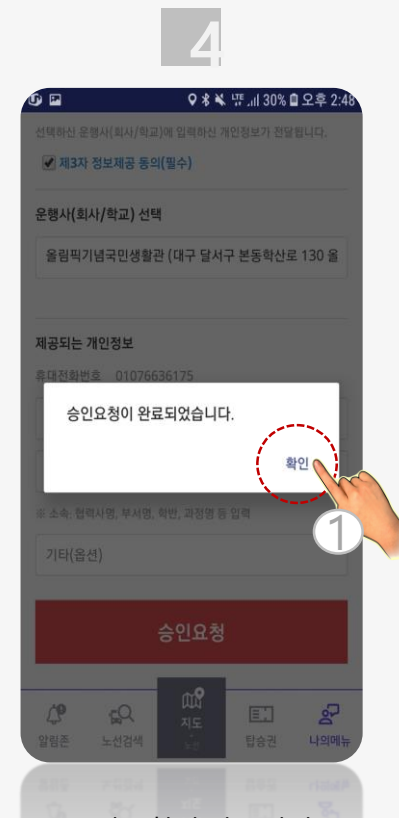 4
LTE 30% 오후 2:48
선택하신 운행사(회사/학교)에 입력하신 개인정보가 전달됩니다.
제3자 정보제공 동의(필수)
운행사(회사/학교) 선택
올림픽기념국민생활관 (대구 달서구 본동학산로 130 올
제공되는 개인정보
휴대전화번호 01076636175
승인요청이 완료되었습니다.
확인
1
※ 소속: 협력사명, 부서명, 학반, 과정명 등 입력
기타(옵션)
승인요청
알림존 노선검색 지도 탑승권 나의메뉴